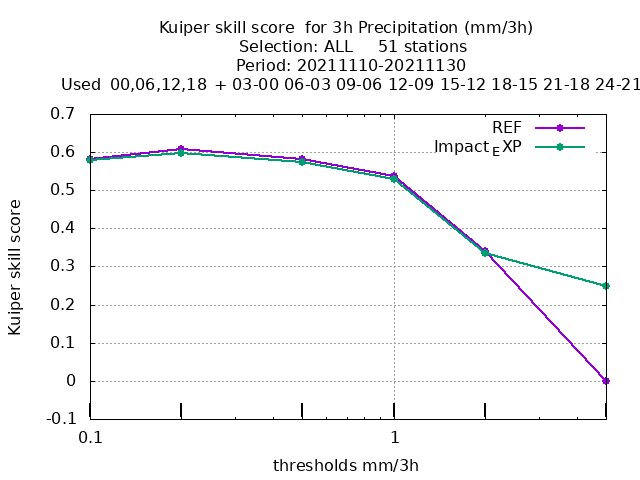 Kuiper skill score  for 3h Precipitation (mm/3h)
Selection: ALL     51 stations
Period: 20211110-20211130
Used  00,06,12,18  + 03-00 06-03 09-06 12-09 15-12 18-15 21-18 24-21
REF
Impact_EXP
0.7
0.6
0.5
0.4
0.3
0.2
0.1
0
-0.1
Kuiper skill score
0.1
1
thresholds mm/3h